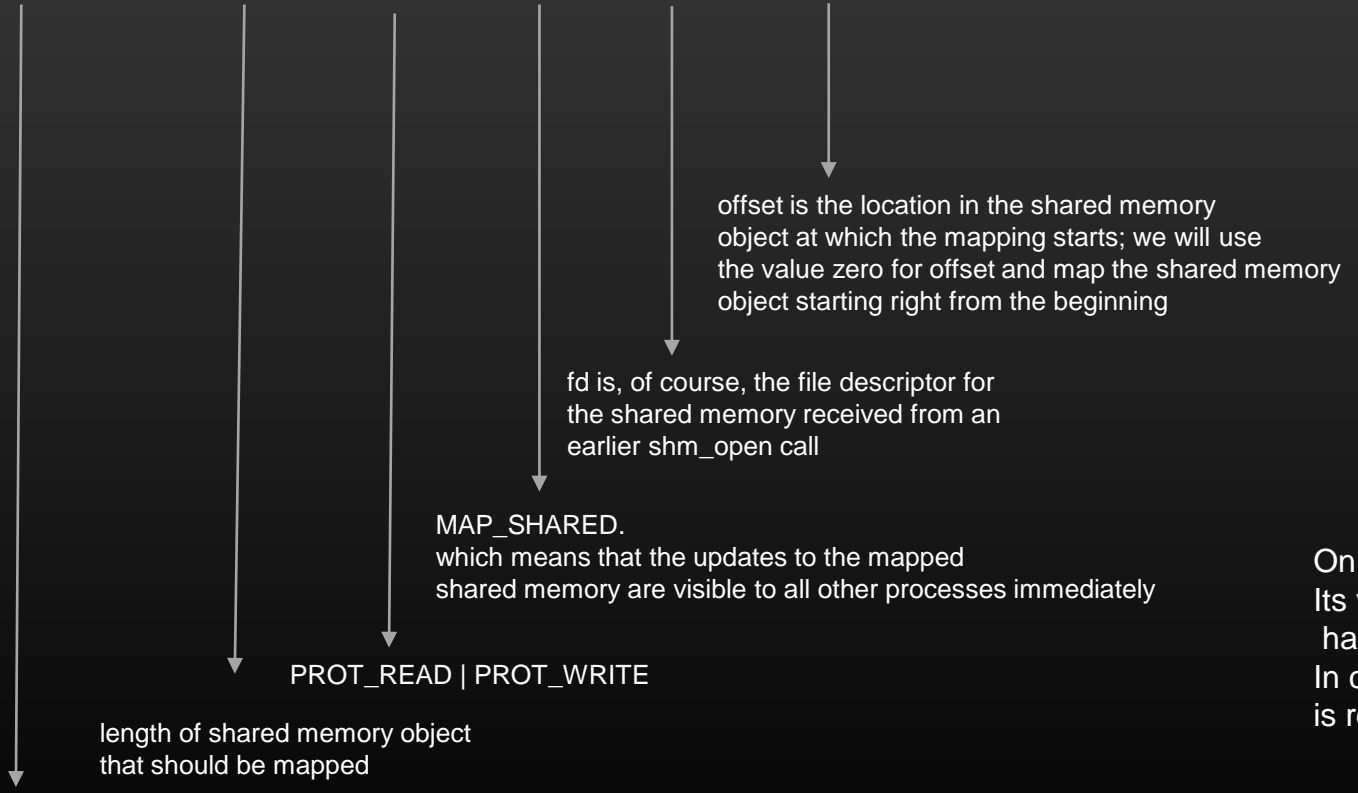 offset is the location in the shared memory
object at which the mapping starts; we will use
the value zero for offset and map the shared memory
object starting right from the beginning
fd is, of course, the file descriptor for
the shared memory received from an
earlier shm_open call
MAP_SHARED.
which means that the updates to the mapped
shared memory are visible to all other processes immediately
On
Its
In
is
PROT_READ | PROT_WRITE
length of shared memory object
that should be mapped